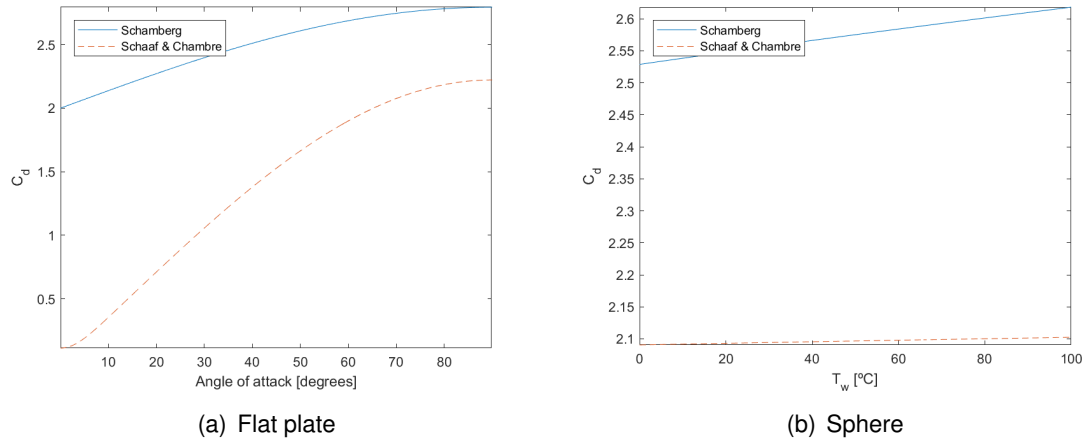 Schamberg
Schaaf & Chambre
2.5
2
1.5
1
0.5
C_d
10 20 30 40 50 60 70 80
Angle of attack [degrees]
(a) Flat plate
Schamberg
Schaaf & Chambre
2.6
2.55
2.5
2.45
2.4
2.35
2.3
2.25
2.2
2.15
2.1
C_d
0 20 40 60 80 100
T_w [ºC]
(b) Sphere